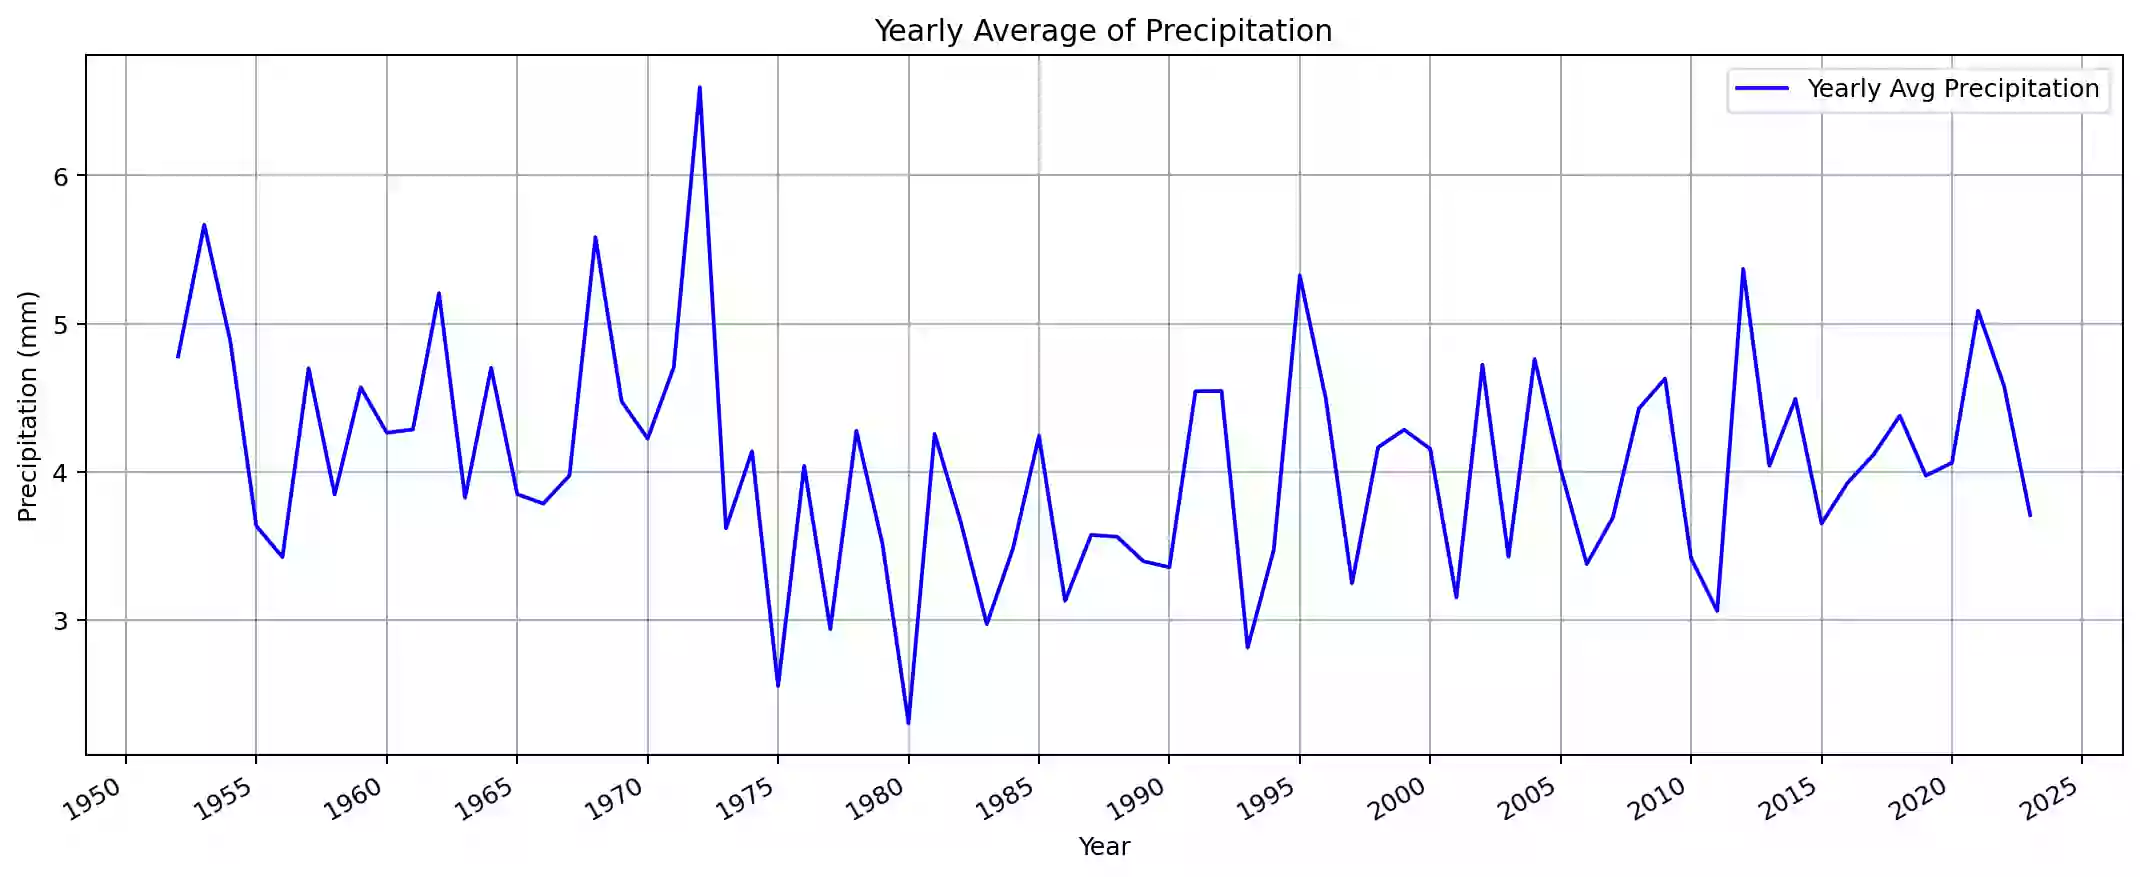 Yearly Average of Precipitation
Yearly Avg Precipitation
Precipitation (mm)
6
5
4
3
1950 1955 1960 1965 1970 1975 1980 1985 1990 1995 2000 2005 2010 2015 2020 2025
Year